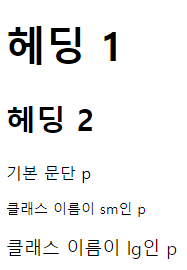 헤딩 1
헤딩 2
기본 문단 p
클래스 이름이 sm인 p
클래스 이름이 lg인 p